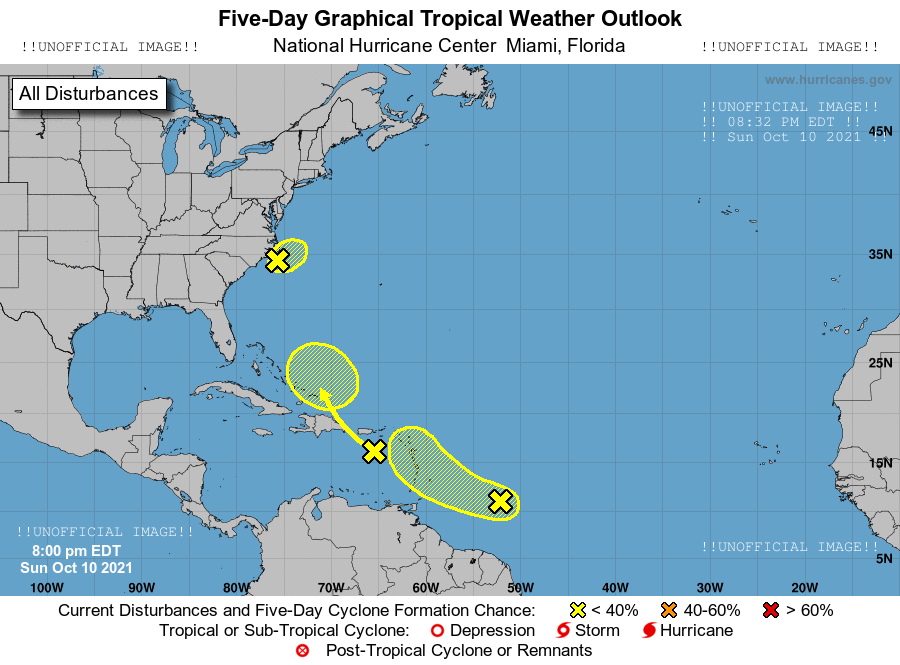 Five-Day Graphical Tropical Weather Outlook
!!UNOFFICIAL IMAGE!! National Hurricane Center Miami, Florida !!UNOFFICIAL IMAGE!!
www.hurricanes.gov
All Disturbances
!!UNOFFICIAL IMAGE!!
!! 08:32 PM EDT !!
!! Sun Oct 10 2021 !!
45N
35N
25N
15N
!!UNOFFICIAL IMAGE!!
8:00 pm EDT
Sun Oct 10 2021
!!UNOFFICIAL IMAGE!!
5N
100W 90W 80W 70W 60W 50W 40W 30W 20W
Current Disturbances and Five-Day Cyclone Formation Chance: < 40% 40-60% > 60%
Tropical or Sub-Tropical Cyclone: Depression Storm Hurricane
Post-Tropical Cyclone or Remnants